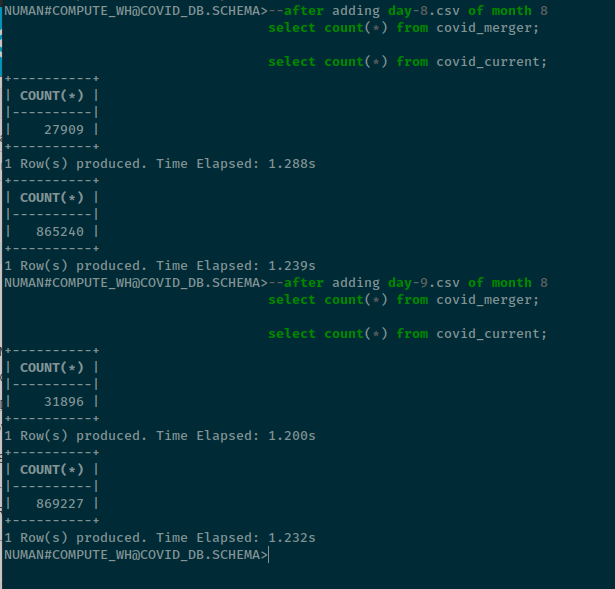 NUMAN#COMPUTE_WH@COVID_DB.SCHEMA>--after adding day-8.csv of month 8
select count(*) from covid_merger;
select count(*) from covid_current;
+----------+
| COUNT(*) |
|----------|
|    27909 |
+----------+
1 Row(s) produced. Time Elapsed: 1.288s
+----------+
| COUNT(*) |
|----------|
|   865240 |
+----------+
1 Row(s) produced. Time Elapsed: 1.239s
NUMAN#COMPUTE_WH@COVID_DB.SCHEMA>--after adding day-9.csv of month 8
select count(*) from covid_merger;
select count(*) from covid_current;
+----------+
| COUNT(*) |
|----------|
|    31896 |
+----------+
1 Row(s) produced. Time Elapsed: 1.200s
+----------+
| COUNT(*) |
|----------|
|   869227 |
+----------+
1 Row(s) produced. Time Elapsed: 1.232s
NUMAN#COMPUTE_WH@COVID_DB.SCHEMA>